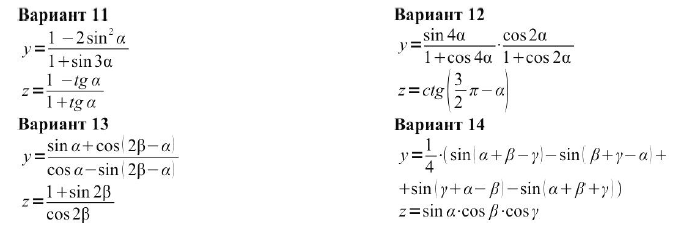 Вариант 11
y = (1 − 2 sin² α) / (1 + sin 3α)
z = (1 − tg α) / (1 + tg α)
Вариант 12
y = sin 4α / (1 + cos 4α) · cos 2α / (1 + cos 2α)
z = ctg(3/2 π − α)
Вариант 13
y = (sin α + cos(2β − α)) / (cos α − sin(2β − α))
z = (1 + sin 2β) / cos 2β
Вариант 14
y = 1/4 · (sin(α + β − γ) − sin(β + γ − α) +
+ sin(γ + α − β) − sin(α + β + γ))
z = sin α · cos β · cos γ